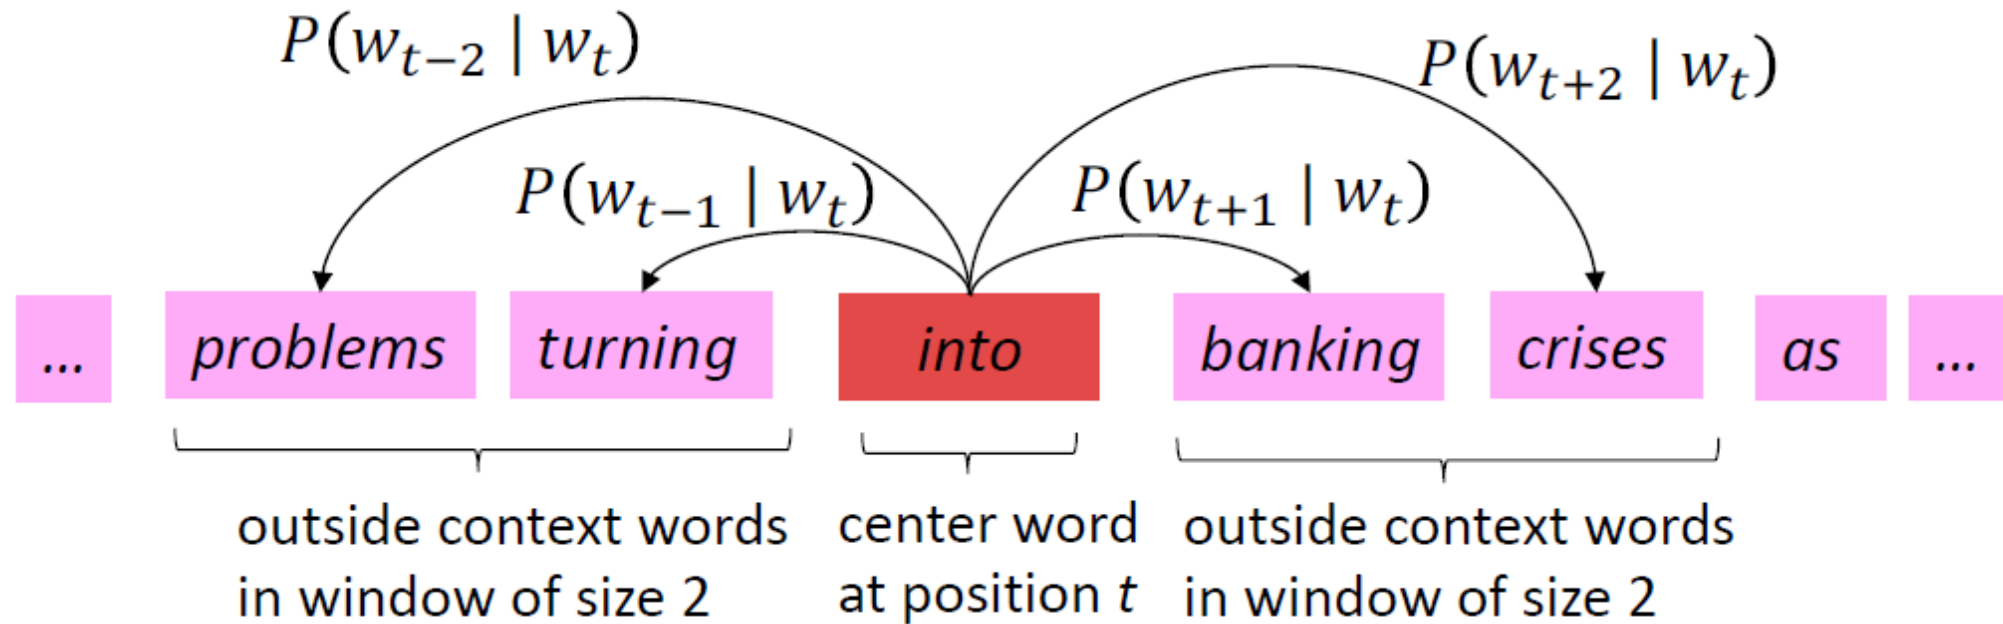 P(w_{t−2} | w_t)
P(w_{t+2} | w_t)
P(w_{t−1} | w_t)
P(w_{t+1} | w_t)
... problems turning into banking crises as ...
outside context words
in window of size 2
center word
at position t
outside context words
in window of size 2